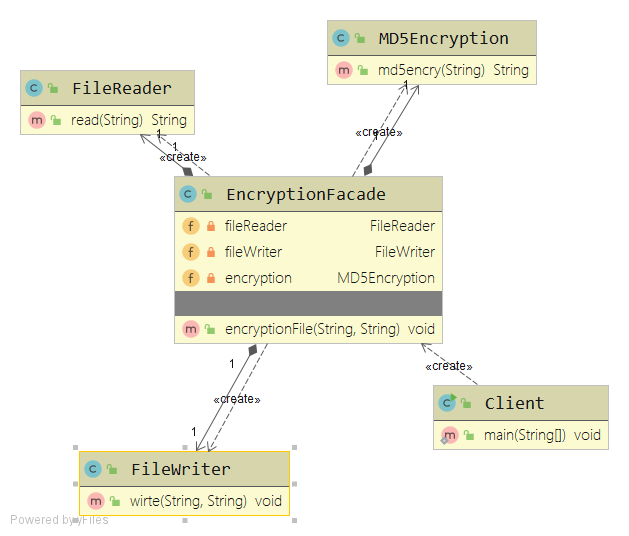 MD5Encryption
md5encry(String) String
FileReader
read(String) String
1
1
«create»
1
1
«create»
EncryptionFacade
fileReader FileReader
fileWriter FileWriter
encryption MD5Encryption
encryptionFile(String, String) void
1
«create»
1
«create»
Client
main(String[]) void
FileWriter
wirte(String, String) void
Powered by yFiles